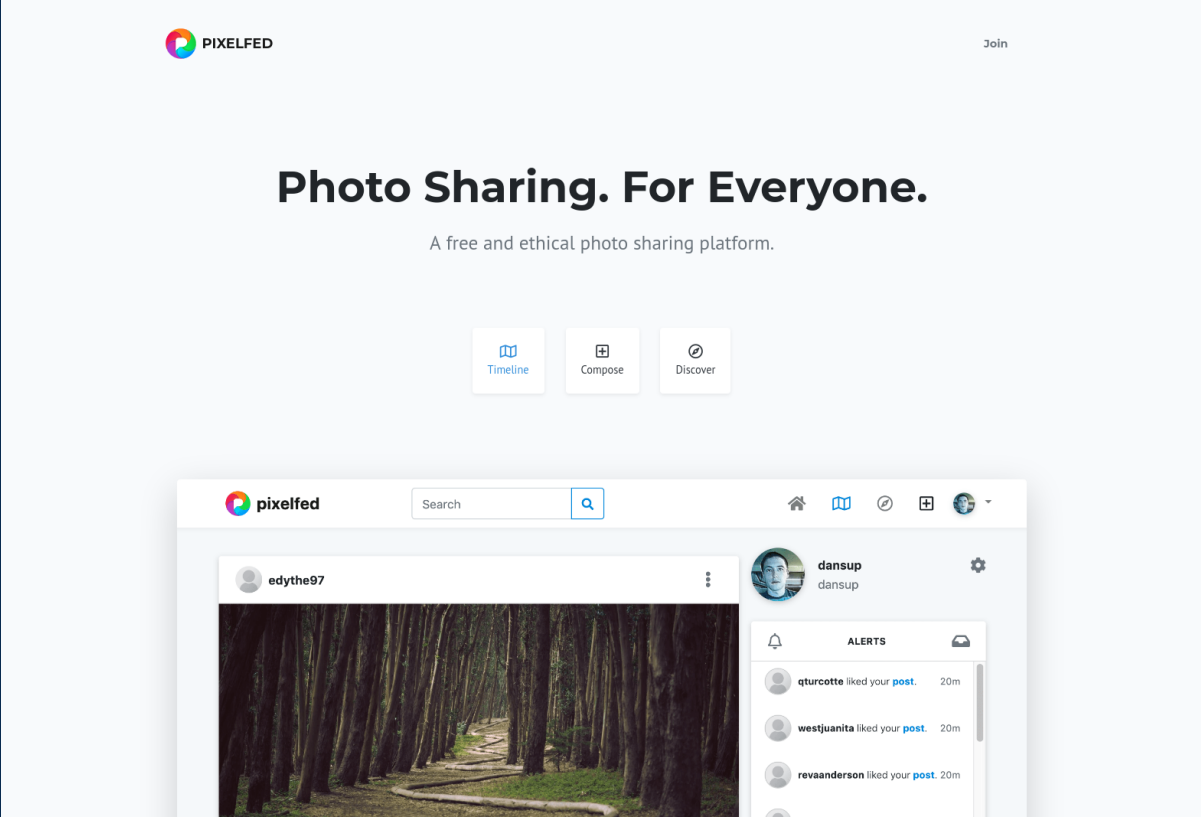 PIXELFED
Join
Photo Sharing. For Everyone.
A free and ethical photo sharing platform.
Timeline
Compose
Discover
pixelfed
Search
edythe97
dansup
dansup
ALERTS
qturcotte liked your post. 20m
westjuanita liked your post. 20m
revaanderson liked your post. 20m